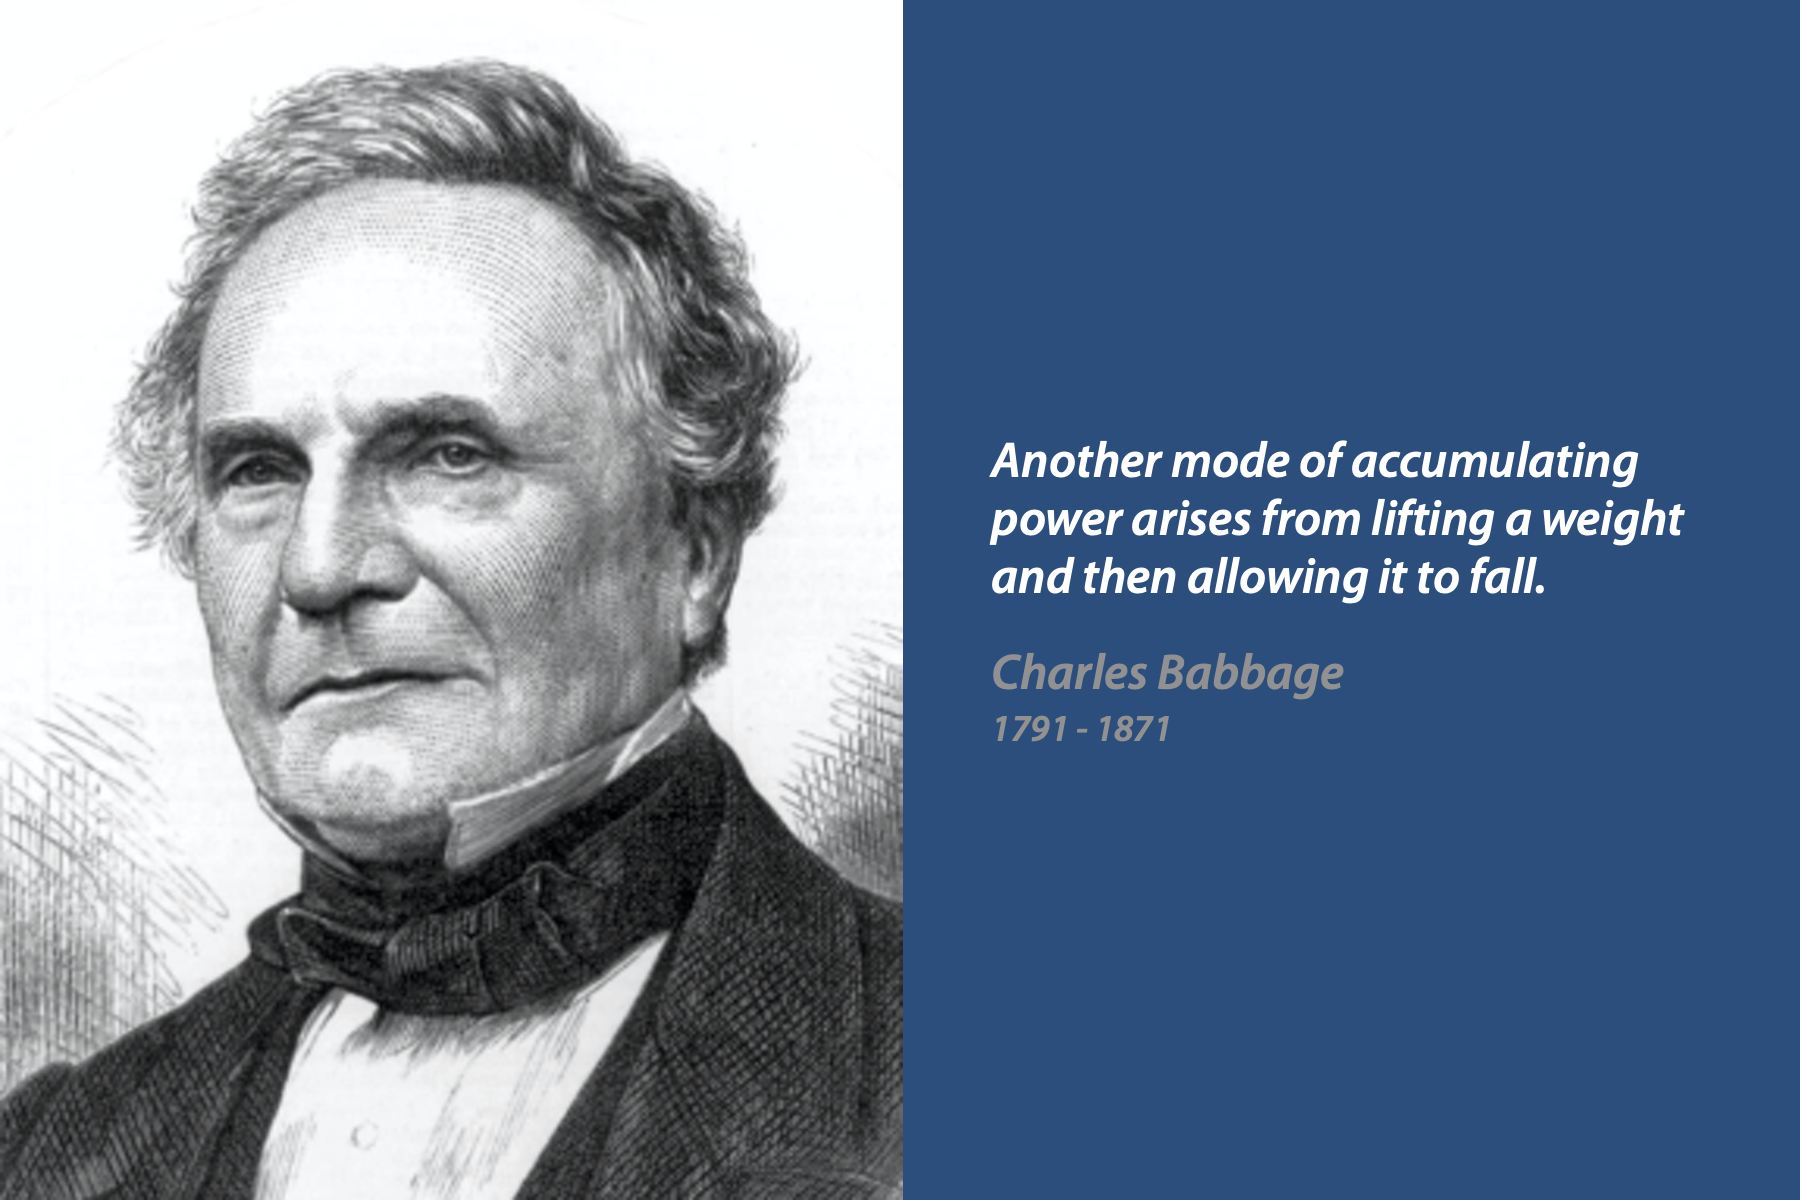 Another mode of accumulating
power arises from lifting a weight
and then allowing it to fall.
Charles Babbage
1791 - 1871